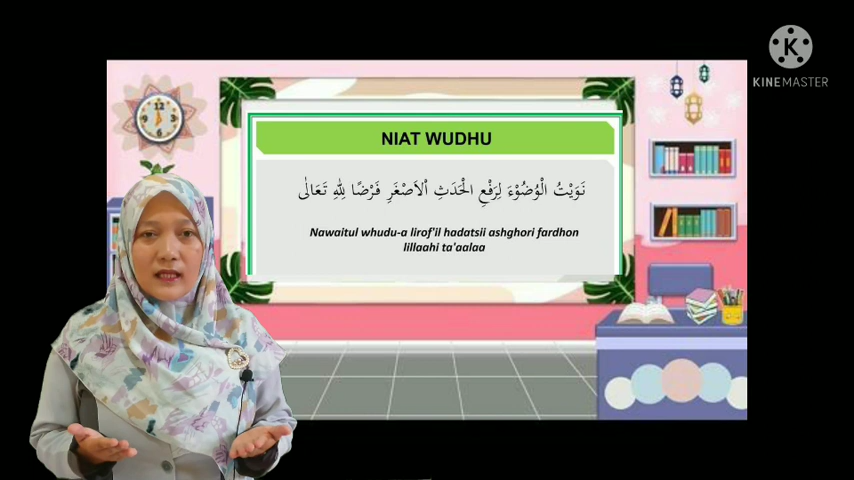 KINEMASTER
NIAT WUDHU
نَوَيْتُ الْوُضُوْءَ لِرَفْعِ الْحَدَثِ اْلاَصْغَرِ فَرْضًا لِلّٰهِ تَعَالٰى
Nawaitul whudu-a lirof'il hadatsii ashghori fardhon
lillaahi ta'aalaa